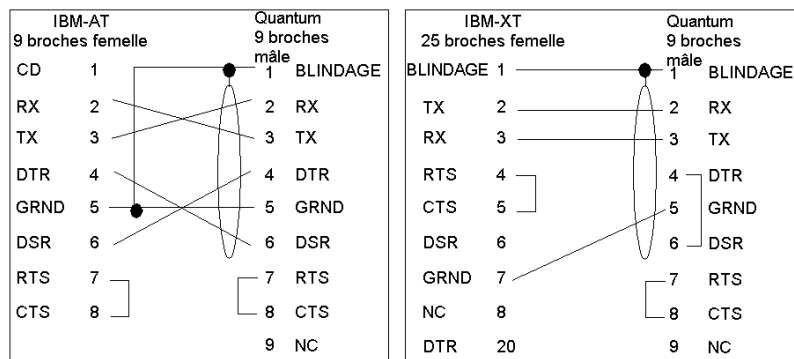 IBM-AT
9 broches femelle
Quantum
9 broches
mâle
CD 1 1 BLINDAGE
RX 2 2 RX
TX 3 3 TX
DTR 4 4 DTR
GRND 5 5 GRND
DSR 6 6 DSR
RTS 7 7 RTS
CTS 8 8 CTS
9 NC
IBM-XT
25 broches femelle
Quantum
9 broches
mâle
BLINDAGE 1 1 BLINDAGE
TX 2 2 RX
RX 3 3 TX
RTS 4 4 DTR
CTS 5 5 GRND
DSR 6 6 DSR
GRND 7 7 RTS
NC 8 8 CTS
DTR 20 9 NC